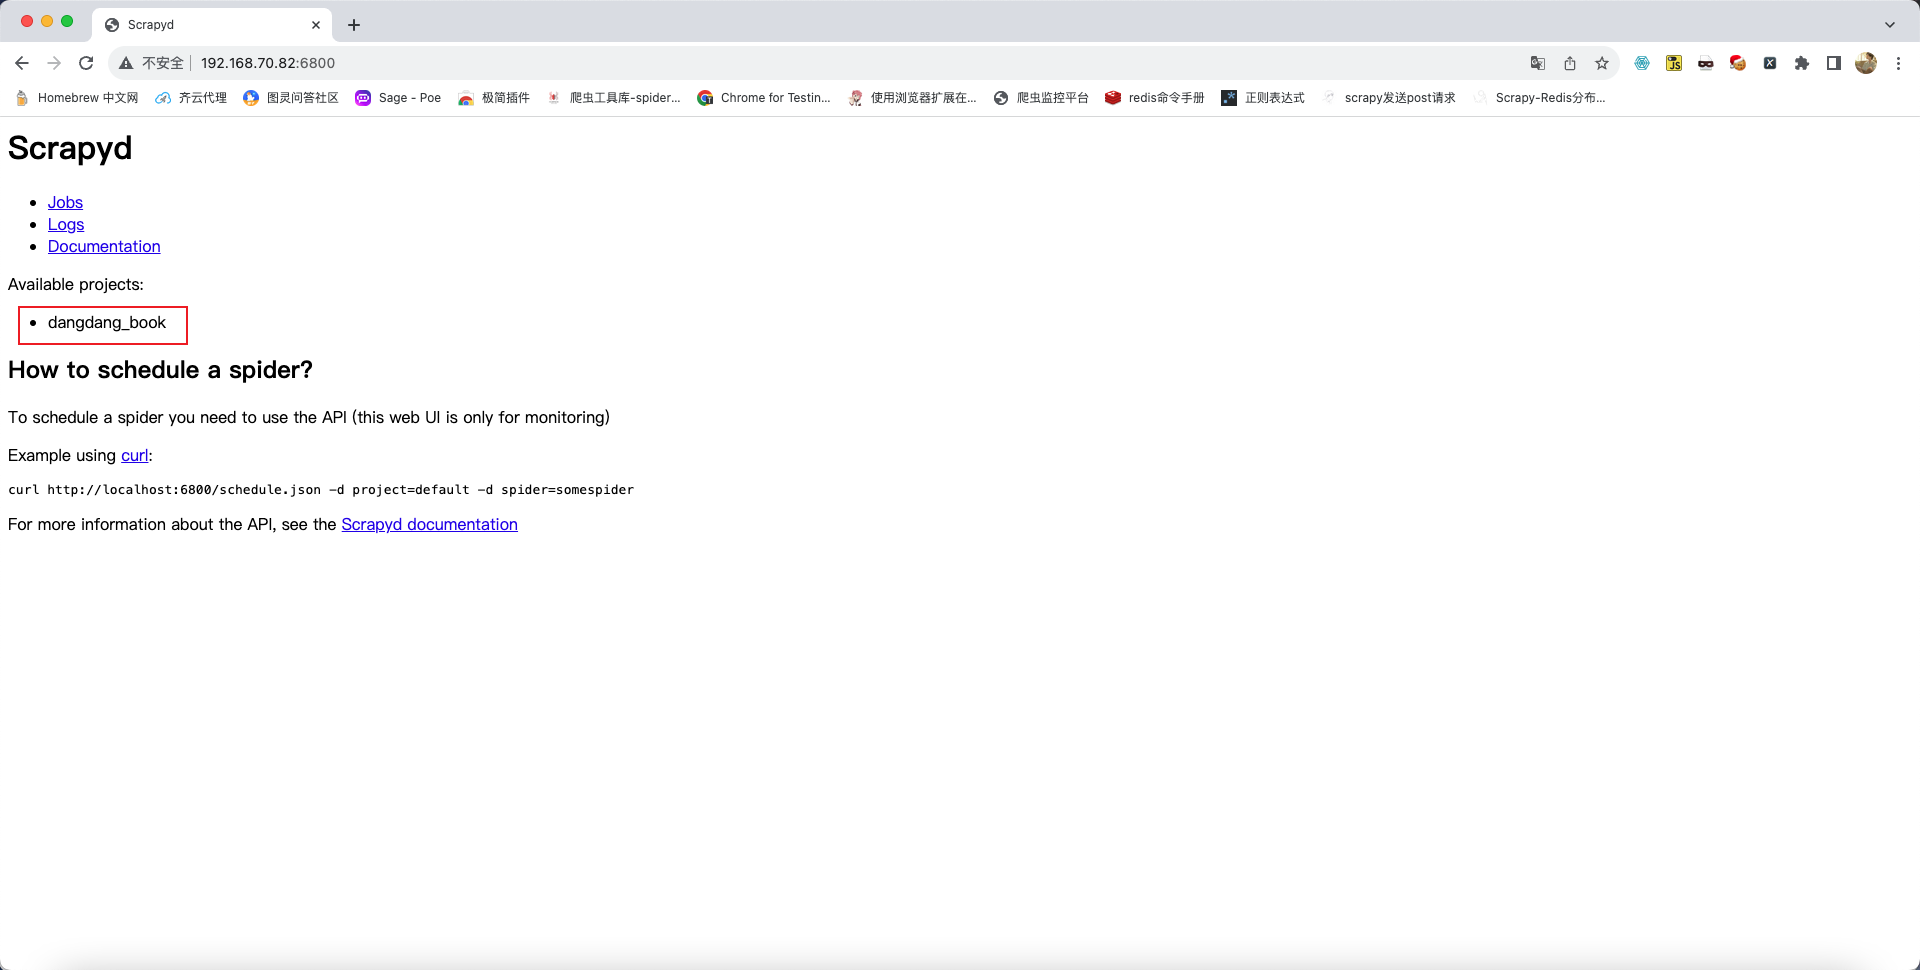 Scrapyd
不安全 192.168.70.82:6800
Homebrew 中文网 齐云代理 图灵问答社区 Sage - Poe 极简插件 爬虫工具库-spider... Chrome for Testin... 使用浏览器扩展在... 爬虫监控平台 redis命令手册 正则表达式 scrapy发送post请求 Scrapy-Redis分布...
Scrapyd
Jobs
Logs
Documentation
Available projects:
dangdang_book
How to schedule a spider?
To schedule a spider you need to use the API (this web UI is only for monitoring)
Example using curl:
curl http://localhost:6800/schedule.json -d project=default -d spider=somespider
For more information about the API, see the Scrapyd documentation